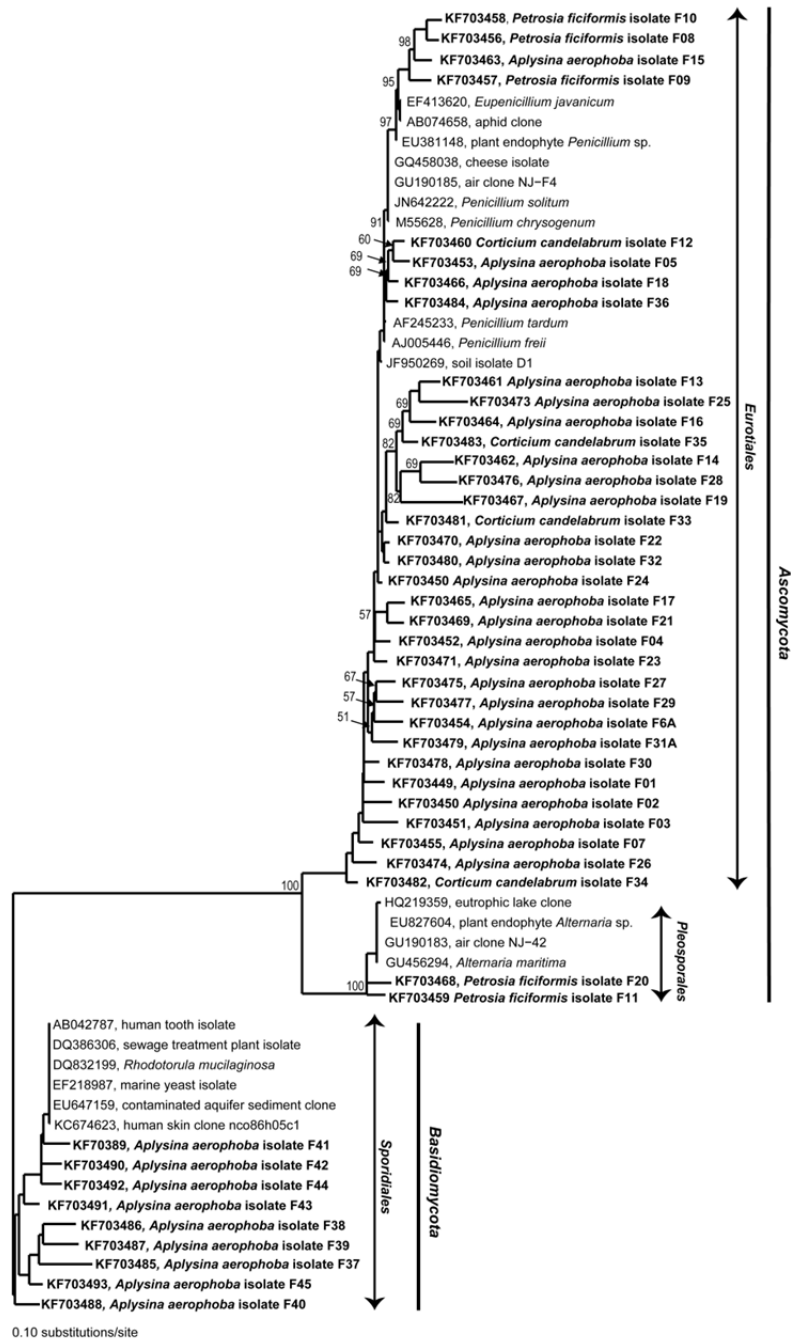 KF703458, Petrosia ficiformis isolate F10
KF703456, Petrosia ficiformis isolate F08
98
KF703463, Aplysina aerophoba isolate F15
KF703457, Petrosia ficiformis isolate F09
95
EF413620, Eupenicillium javanicum
AB074658, aphid clone
97
EU381148, plant endophyte Penicillium sp.
GQ458038, cheese isolate
GU190185, air clone NJ-F4
JN642222, Penicillium solitum
M55628, Penicillium chrysogenum
91
60
KF703460 Corticium candelabrum isolate F12
69
KF703453, Aplysina aerophoba isolate F05
69
KF703466, Aplysina aerophoba isolate F18
KF703484, Aplysina aerophoba isolate F36
AF245233, Penicillium tardum
AJ005446, Penicillium freii
JF950269, soil isolate D1
KF703461 Aplysina aerophoba isolate F13
KF703473 Aplysina aerophoba isolate F25
69
KF703464, Aplysina aerophoba isolate F16
69
KF703483, Corticium candelabrum isolate F35
82
KF703462, Aplysina aerophoba isolate F14
69
KF703476, Aplysina aerophoba isolate F28
82
KF703467, Aplysina aerophoba isolate F19
KF703481, Corticium candelabrum isolate F33
KF703470, Aplysina aerophoba isolate F22
KF703480, Aplysina aerophoba isolate F32
KF703450 Aplysina aerophoba isolate F24
KF703465, Aplysina aerophoba isolate F17
57
KF703469, Aplysina aerophoba isolate F21
KF703452, Aplysina aerophoba isolate F04
KF703471, Aplysina aerophoba isolate F23
67
KF703475, Aplysina aerophoba isolate F27
57
KF703477, Aplysina aerophoba isolate F29
51
KF703454, Aplysina aerophoba isolate F6A
KF703479, Aplysina aerophoba isolate F31A
KF703478, Aplysina aerophoba isolate F30
KF703449, Aplysina aerophoba isolate F01
KF703450 Aplysina aerophoba isolate F02
KF703451, Aplysina aerophoba isolate F03
KF703455, Aplysina aerophoba isolate F07
KF703474, Aplysina aerophoba isolate F26
100
KF703482, Corticum candelabrum isolate F34
Eurotiales
HQ219359, eutrophic lake clone
EU827604, plant endophyte Alternaria sp.
GU190183, air clone NJ-42
GU456294, Alternaria maritima
100
KF703468, Petrosia ficiformis isolate F20
KF703459 Petrosia ficiformis isolate F11
Pleosporales
Ascomycota
AB042787, human tooth isolate
DQ386306, sewage treatment plant isolate
DQ832199, Rhodotorula mucilaginosa
EF218987, marine yeast isolate
EU647159, contaminated aquifer sediment clone
KC674623, human skin clone nco86h05c1
KF70389, Aplysina aerophoba isolate F41
KF703490, Aplysina aerophoba isolate F42
KF703492, Aplysina aerophoba isolate F44
KF703491, Aplysina aerophoba isolate F43
KF703486, Aplysina aerophoba isolate F38
KF703487, Aplysina aerophoba isolate F39
KF703485, Aplysina aerophoba isolate F37
KF703493, Aplysina aerophoba isolate F45
KF703488, Aplysina aerophoba isolate F40
Sporidiales
Basidiomycota
0.10 substitutions/site